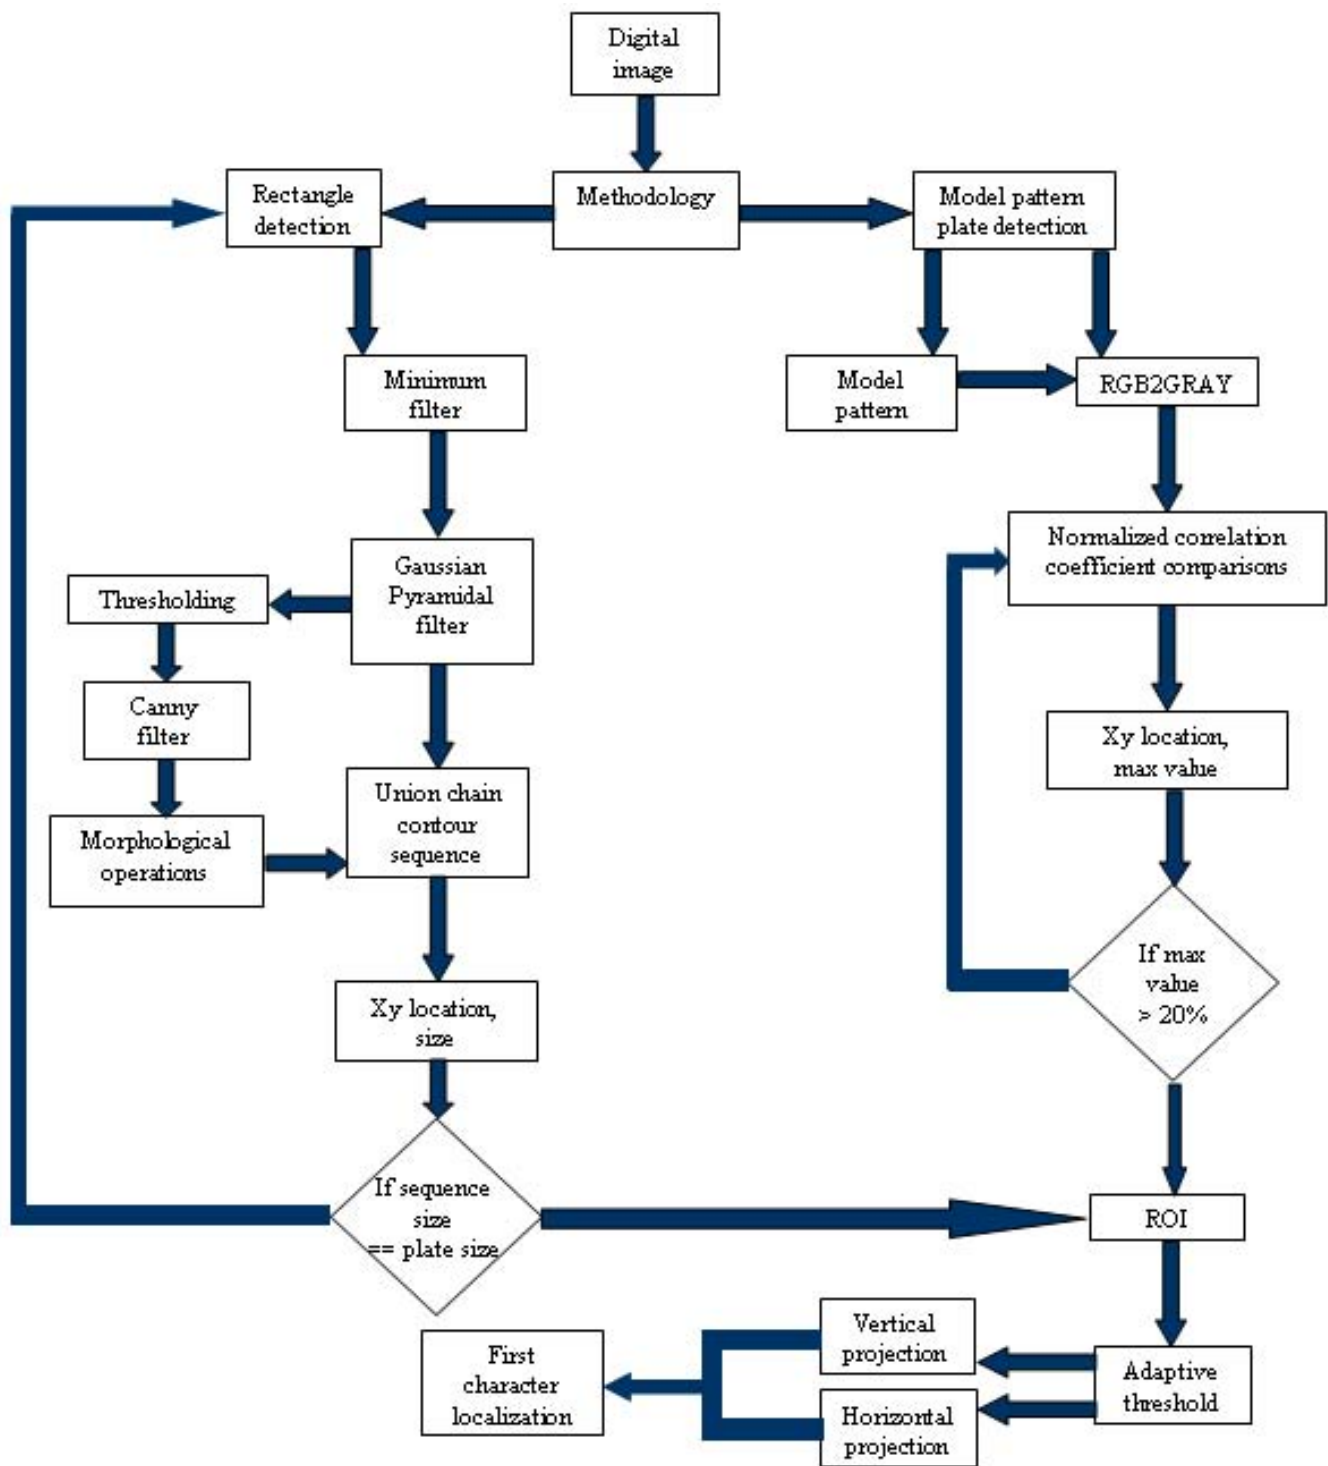 Digital
image
Rectangle
detection
Methodology
Model pattern
plate detection
Minimum
filter
Model
pattern
RGB2GRAY
Gaussian
Pyramidal
filter
Normalized correlation
coefficient comparisons
Thresholding
Canny
filter
Xy location,
max value
Union chain
contour
sequence
Morphological
operations
If max
value
> 20%
Xy location,
size
If sequence
size
== plate size
ROI
Vertical
projection
First
character
localization
Adaptive
threshold
Horizontal
projection